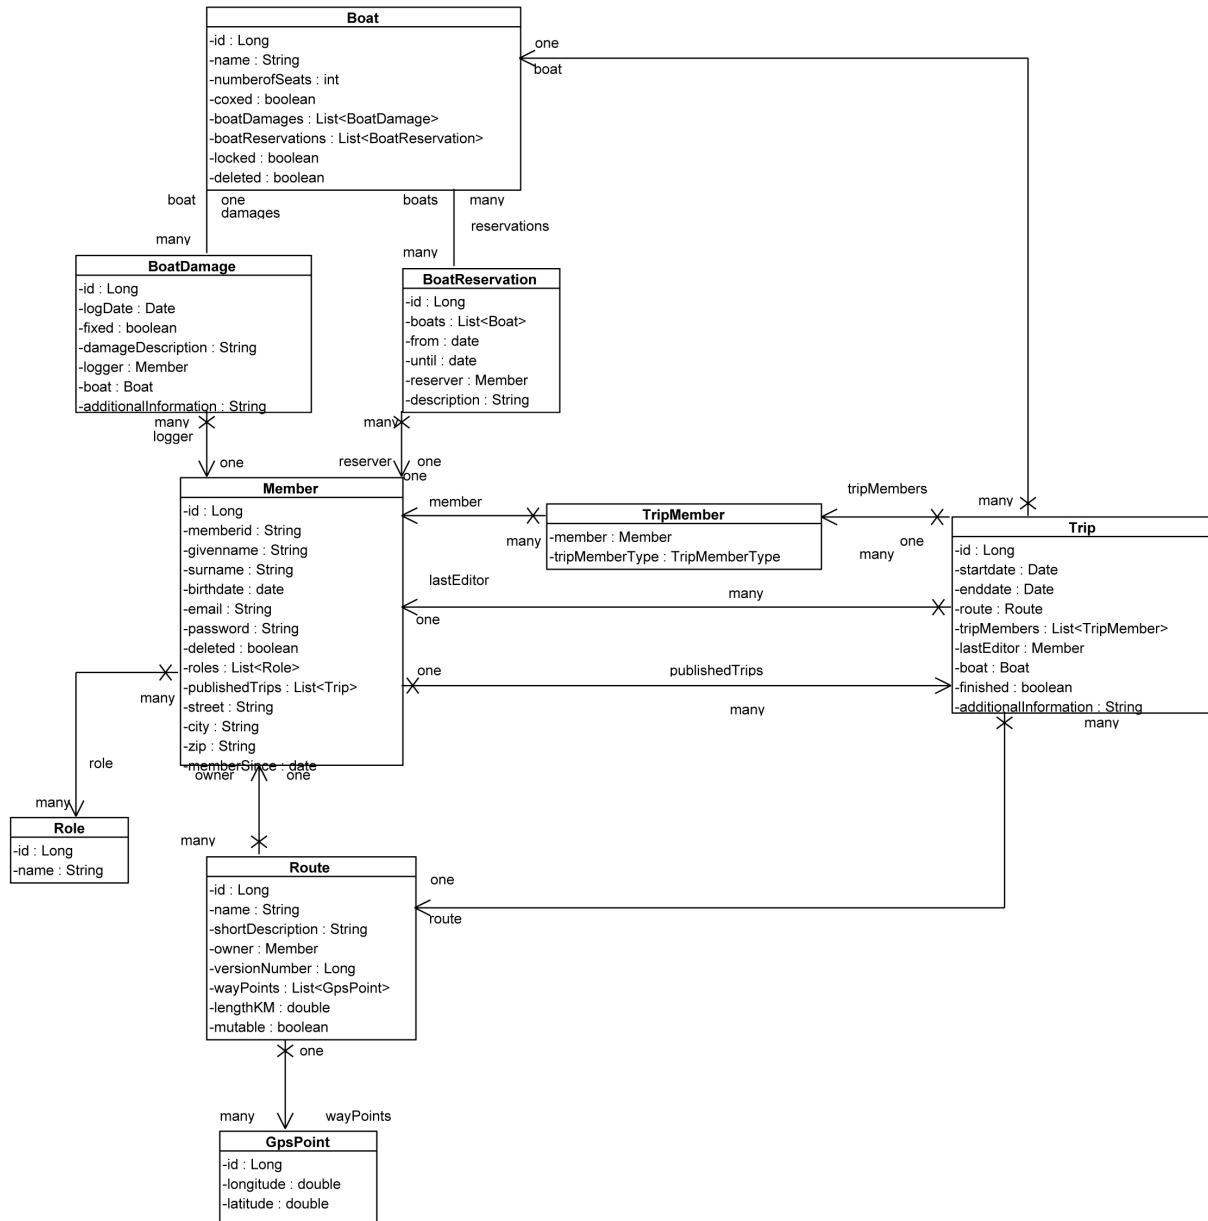 Boat
-id : Long
-name : String
-numberofSeats : int
-coxed : boolean
-boatDamages : List<BoatDamage>
-boatReservations : List<BoatReservation>
-locked : boolean
-deleted : boolean
one
boat
boat
one
damages
many
boats
many
reservations
many
BoatDamage
-id : Long
-logDate : Date
-fixed : boolean
-damageDescription : String
-logger : Member
-boat : Boat
-additionalInformation : String
BoatReservation
-id : Long
-boats : List<Boat>
-from : date
-until : date
-reserver : Member
-description : String
many
logger
one
many
reserver
one
one
Member
-id : Long
-memberid : String
-givenname : String
-surname : String
-birthdate : date
-email : String
-password : String
-deleted : boolean
-roles : List<Role>
-publishedTrips : List<Trip>
-street : String
-city : String
-zip : String
-memberSince : date
member
many
TripMember
-member : Member
-tripMemberType : TripMemberType
tripMembers
one
many
many
Trip
-id : Long
-startdate : Date
-enddate : Date
-route : Route
-tripMembers : List<TripMember>
-lastEditor : Member
-boat : Boat
-finished : boolean
-additionalInformation : String
lastEditor
one
many
one
publishedTrips
many
many
many
role
many
Role
-id : Long
-name : String
owner
one
many
Route
-id : Long
-name : String
-shortDescription : String
-owner : Member
-versionNumber : Long
-wayPoints : List<GpsPoint>
-lengthKM : double
-mutable : boolean
one
route
one
many
wayPoints
GpsPoint
-id : Long
-longitude : double
-latitude : double